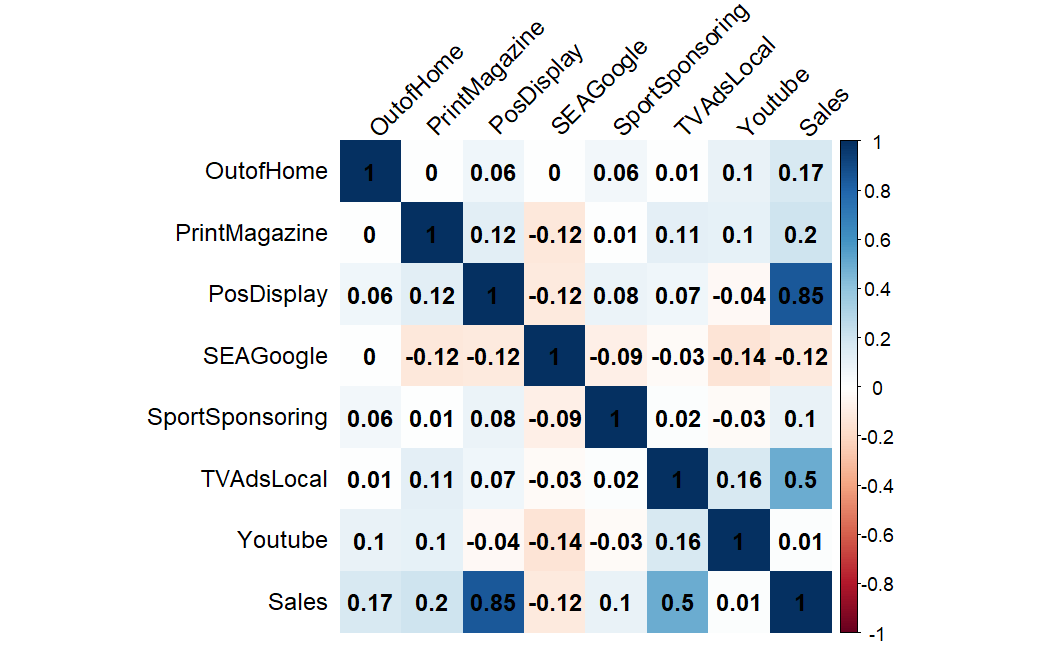 OutofHome PrintMagazine PosDisplay SEAGoogle SportSponsoring TVAdsLocal Youtube Sales
OutofHome 1 0 0.06 0 0.06 0.01 0.1 0.17
PrintMagazine 0 1 0.12 -0.12 0.01 0.11 0.1 0.2
PosDisplay 0.06 0.12 1 -0.12 0.08 0.07 -0.04 0.85
SEAGoogle 0 -0.12 -0.12 1 -0.09 -0.03 -0.14 -0.12
SportSponsoring 0.06 0.01 0.08 -0.09 1 0.02 -0.03 0.1
TVAdsLocal 0.01 0.11 0.07 -0.03 0.02 1 0.16 0.5
Youtube 0.1 0.1 -0.04 -0.14 -0.03 0.16 1 0.01
Sales 0.17 0.2 0.85 -0.12 0.1 0.5 0.01 1
1
0.8
0.6
0.4
0.2
0
-0.2
-0.4
-0.6
-0.8
-1